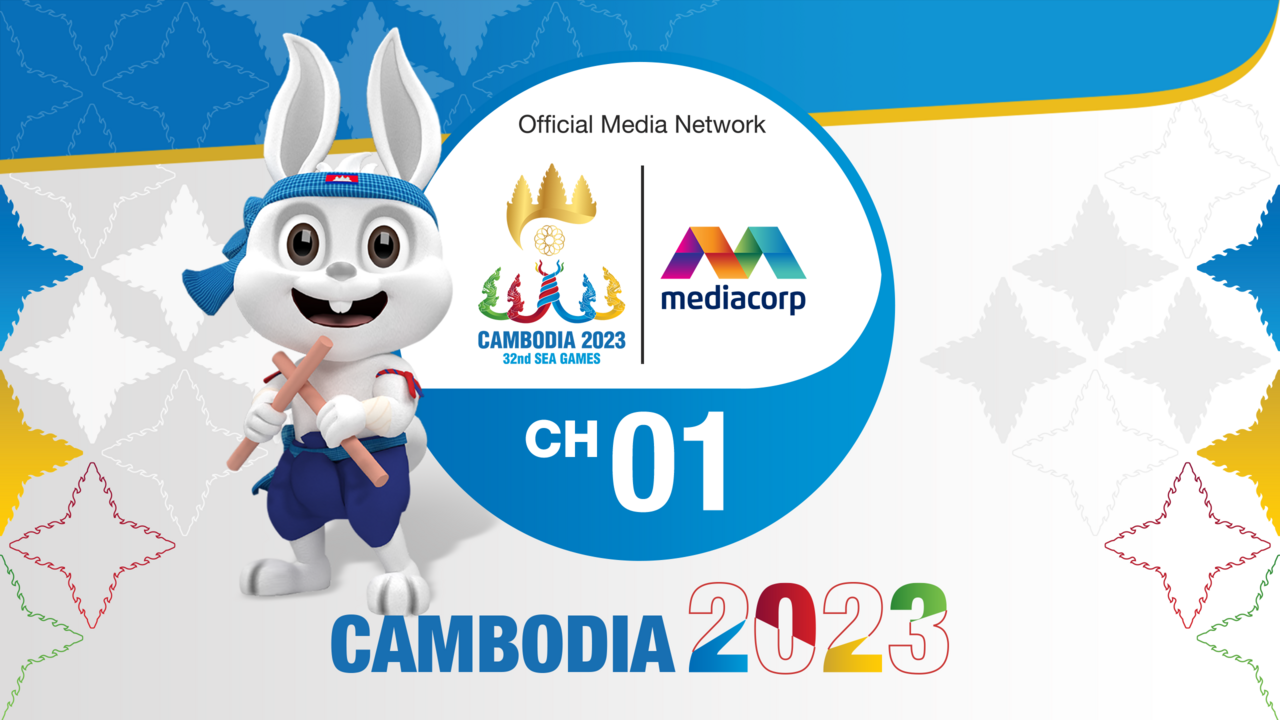 Official Media Network
CAMBODIA 2023
32nd SEA GAMES
mediacorp
CH 01
CAMBODIA 2023